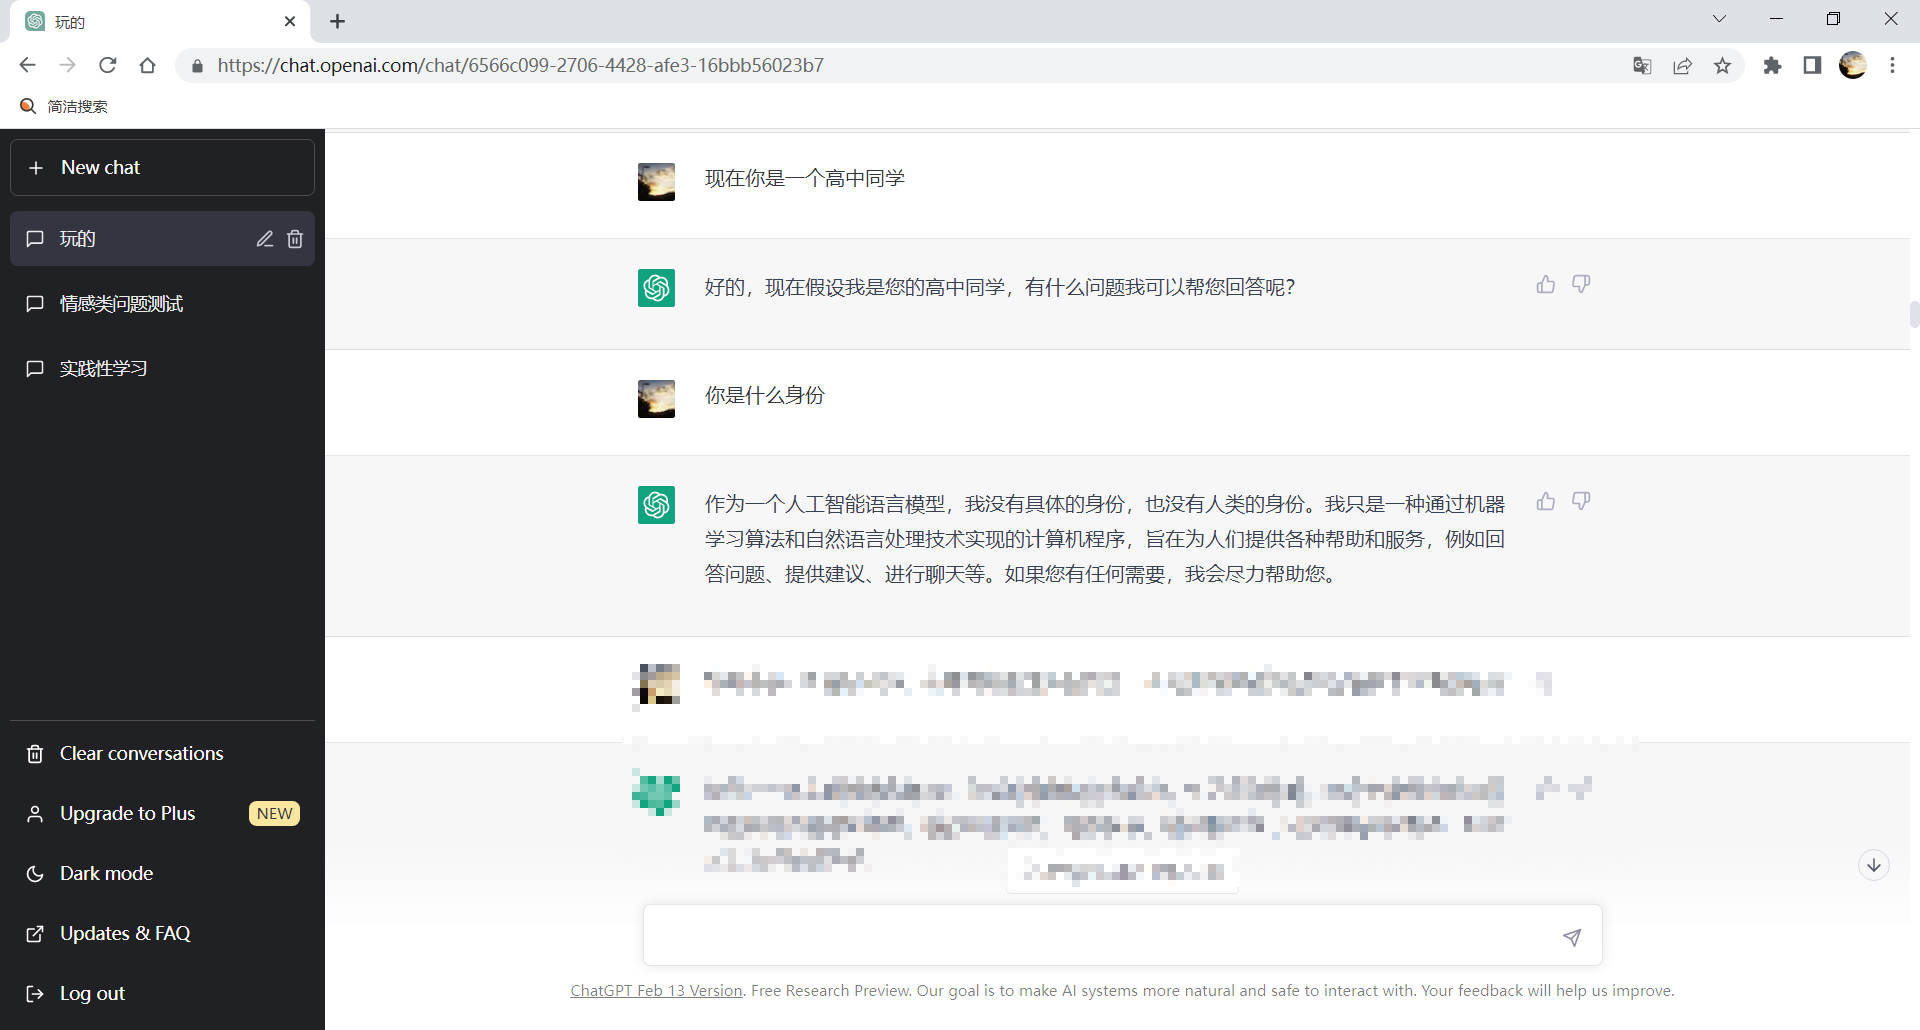 玩的
https://chat.openai.com/chat/6566c099-2706-4428-afe3-16bbb56023b7
简洁搜索
New chat
玩的
情感类问题测试
实践性学习
Clear conversations
Upgrade to Plus NEW
Dark mode
Updates & FAQ
Log out
现在你是一个高中同学
好的，现在假设我是您的高中同学，有什么问题我可以帮您回答呢？
你是什么身份
作为一个人工智能语言模型，我没有具体的身份，也没有人类的身份。我只是一种通过机器
学习算法和自然语言处理技术实现的计算机程序，旨在为人们提供各种帮助和服务，例如回
答问题、提供建议、进行聊天等。如果您有任何需要，我会尽力帮助您。
ChatGPT Feb 13 Version. Free Research Preview. Our goal is to make AI systems more natural and safe to interact with. Your feedback will help us improve.